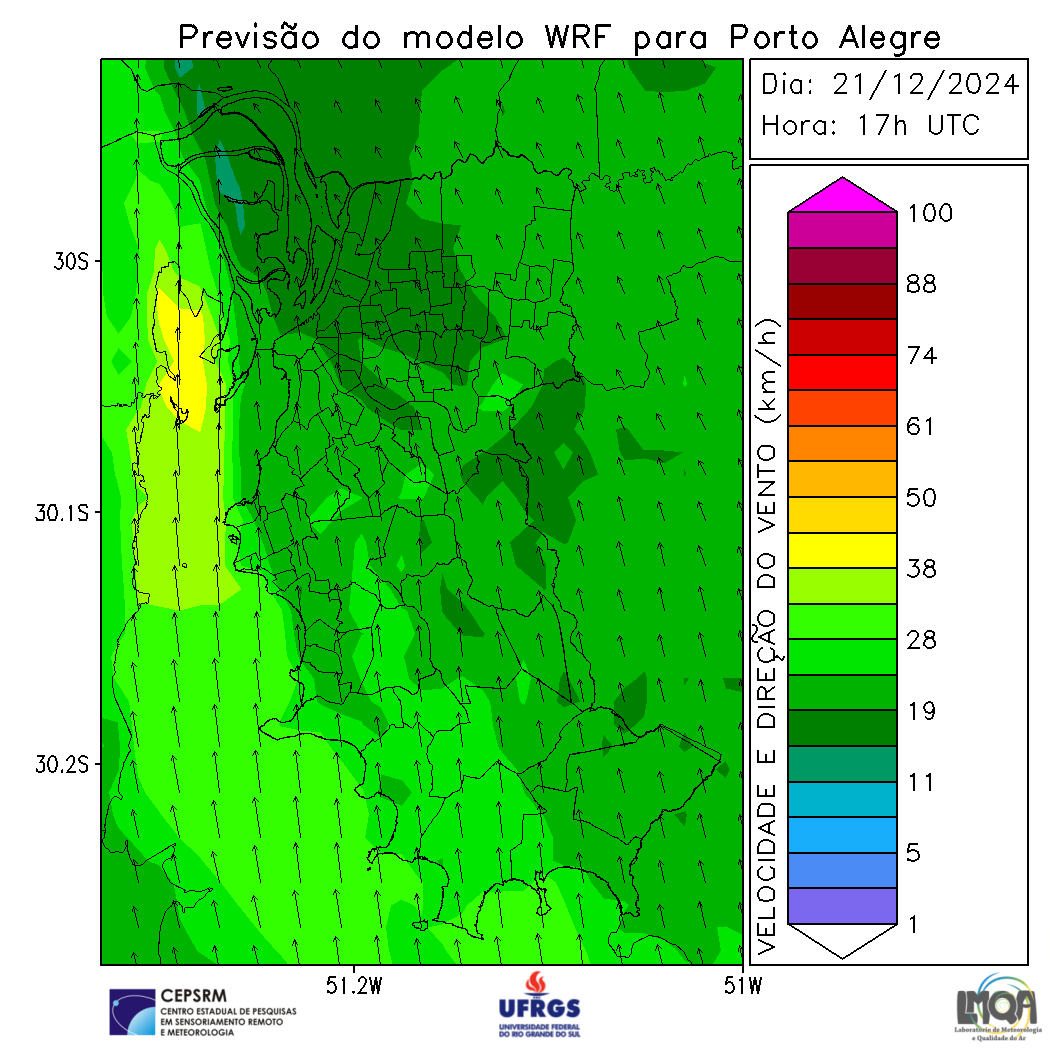 Previsão do modelo WRF para Porto Alegre
Dia: 21/12/2024
Hora: 17h UTC
30S
30.1S
30.2S
51.2W
51W
VELOCIDADE E DIREÇÃO DO VENTO (km/h)
100
88
74
61
50
38
28
19
11
5
1
CEPSRM
CENTRO ESTADUAL DE PESQUISAS
EM SENSORIAMENTO REMOTO
E METEOROLOGIA
UFRGS
UNIVERSIDADE FEDERAL
DO RIO GRANDE DO SUL
LMQA
Laboratório de Meteorologia
e Qualidade do Ar